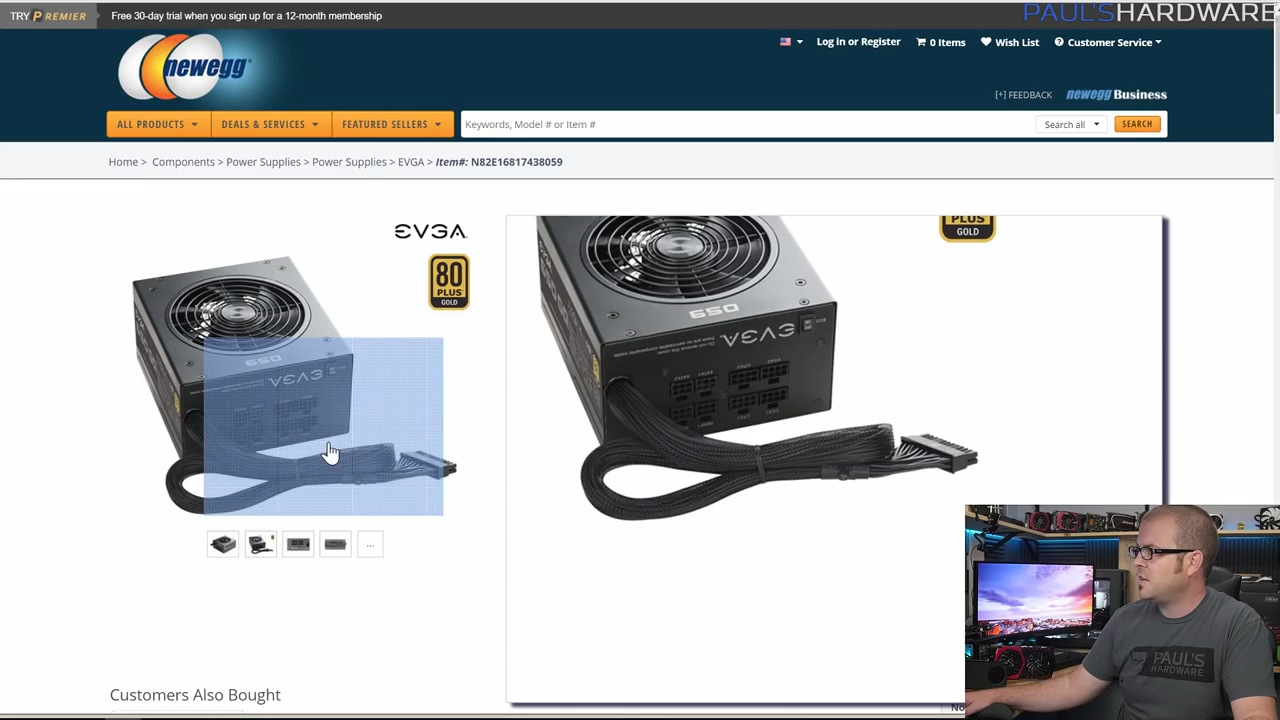 TRY PREMIER
Free 30-day trial when you sign up for a 12-month membership
PAUL'SHARDWARE
newegg
Log in or Register
0 Items
Wish List
Customer Service
[+] FEEDBACK
newegg Business
ALL PRODUCTS
DEALS & SERVICES
FEATURED SELLERS
Keywords, Model # or Item #
Search all
SEARCH
Home > Components > Power Supplies > Power Supplies > EVGA > Item#: N82E16817438059
EVGA
80
PLUS
GOLD
650
EVGA
PLUS
GOLD
650
EVGA
...
Customers Also Bought
No
PAUL'S
HARDWARE